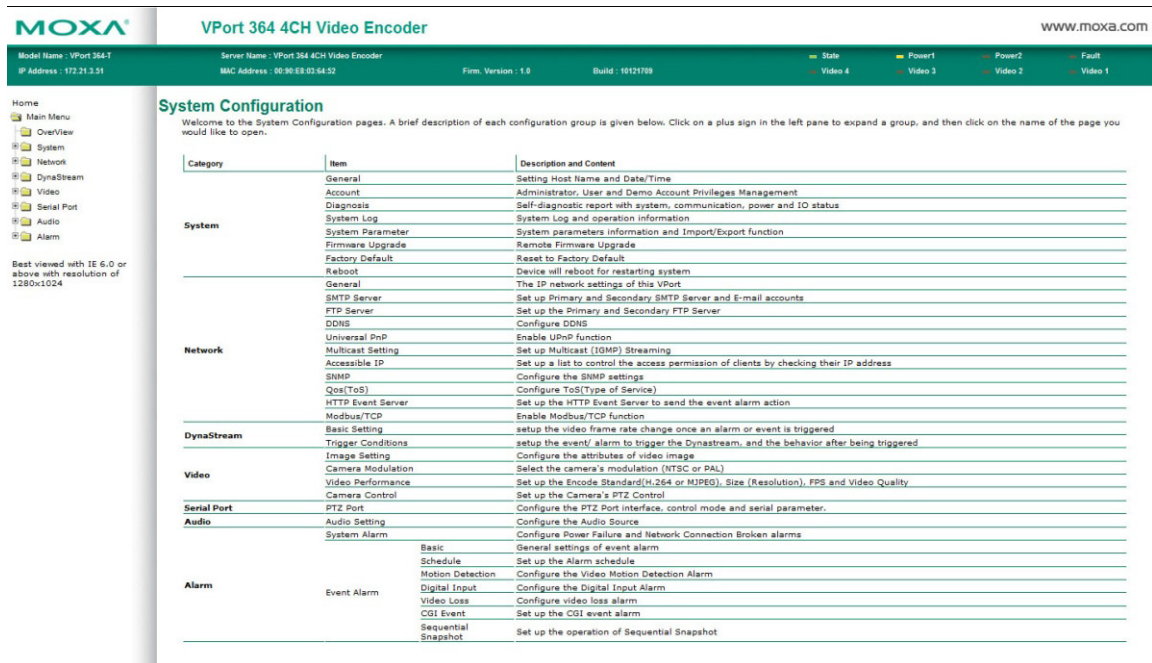 MOXA VPort 364 4CH Video Encoder www.moxa.com
Model Name : VPort 364-T Server Name : VPort 364 4CH Video Encoder State Power1 Power2 Fault
IP Address : 172.21.3.51 MAC Address : 00:90:E8:03:64:52 Firm. Version : 1.0 Build : 10121709 Video 4 Video 3 Video 2 Video 1
Home
Main Menu
OverView
System
Network
DynaStream
Video
Serial Port
Audio
Alarm
Best viewed with IE 6.0 or
above with resolution of
1280x1024
System Configuration
Welcome to the System Configuration pages. A brief description of each configuration group is given below. Click on a plus sign in the left pane to expand a group, and then click on the name of the page you
would like to open.
Category Item Description and Content
System
General Setting Host Name and Date/Time
Account Administrator, User and Demo Account Privileges Management
Diagnosis Self-diagnostic report with system, communication, power and IO status
System Log System Log and operation information
System Parameter System parameters information and Import/Export function
Firmware Upgrade Remote Firmware Upgrade
Factory Default Reset to Factory Default
Reboot Device will reboot for restarting system
Network
General The IP network settings of this VPort
SMTP Server Set up Primary and Secondary SMTP Server and E-mail accounts
FTP Server Set up the Primary and Secondary FTP Server
DDNS Configure DDNS
Universal PnP Enable UPnP function
Multicast Setting Set up Multicast (IGMP) Streaming
Accessible IP Set up a list to control the access permission of clients by checking their IP address
SNMP Configure the SNMP settings
Qos(ToS) Configure ToS(Type of Service)
HTTP Event Server Set up the HTTP Event Server to send the event alarm action
Modbus/TCP Enable Modbus/TCP function
DynaStream
Basic Setting setup the video frame rate change once an alarm or event is triggered
Trigger Conditions setup the event/ alarm to trigger the Dynastream, and the behavior after being triggered
Video
Image Setting Configure the attributes of video image
Camera Modulation Select the camera's modulation (NTSC or PAL)
Video Performance Set up the Encode Standard(H.264 or MJPEG), Size (Resolution), FPS and Video Quality
Camera Control Set up the Camera's PTZ Control
Serial Port PTZ Port Configure the PTZ Port interface, control mode and serial parameter.
Audio Audio Setting Configure the Audio Source
Alarm
System Alarm Configure Power Failure and Network Connection Broken alarms
Event Alarm
Basic General settings of event alarm
Schedule Set up the Alarm schedule
Motion Detection Configure the Video Motion Detection Alarm
Digital Input Configure the Digital Input Alarm
Video Loss Configure video loss alarm
CGI Event Set up the CGI event alarm
Sequential
Snapshot Set up the operation of Sequential Snapshot